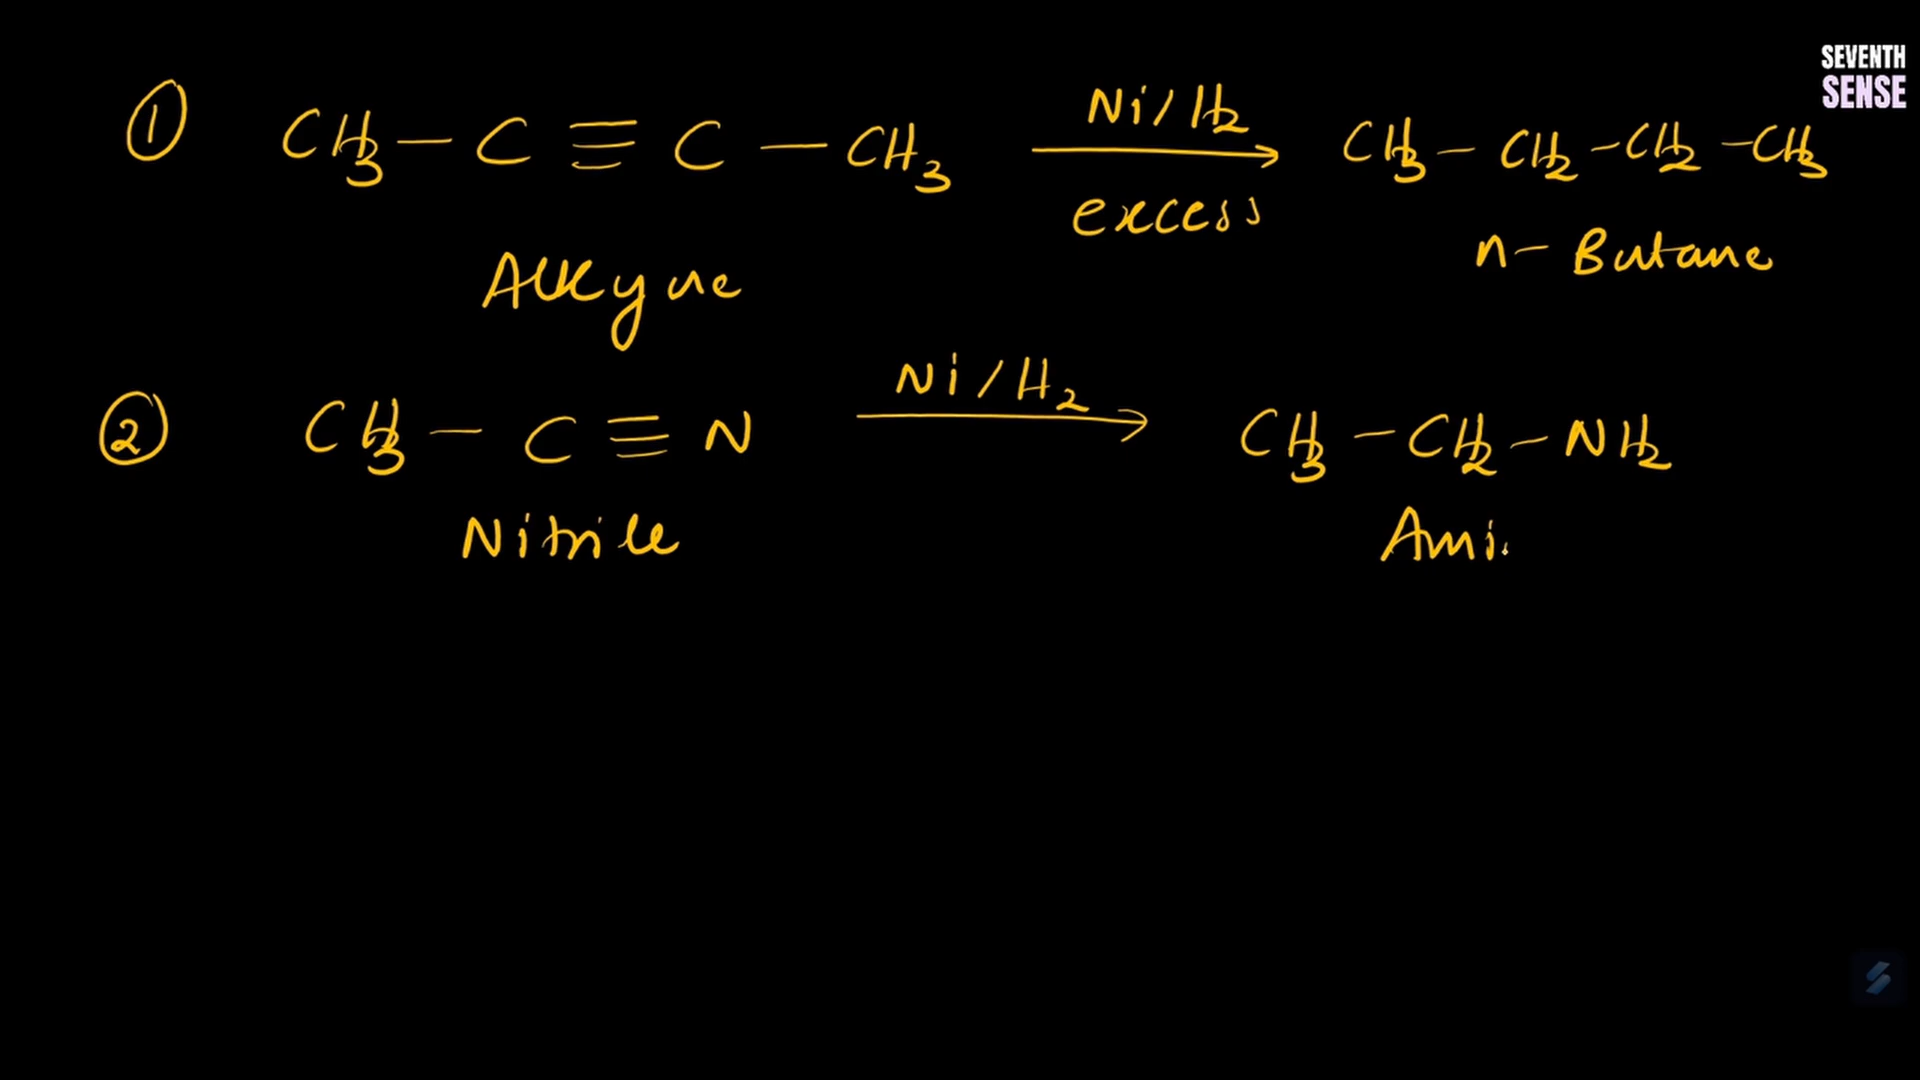 SEVENTH
SENSE
① CH₃ — C ≡ C — CH₃ Ni/H₂ excess → CH₃ — CH₂ — CH₂ — CH₃
Alkyne
n- Butane
② CH₃ — C ≡ N Ni/H₂ → CH₃ — CH₂ — NH₂
Nitrile
Ami